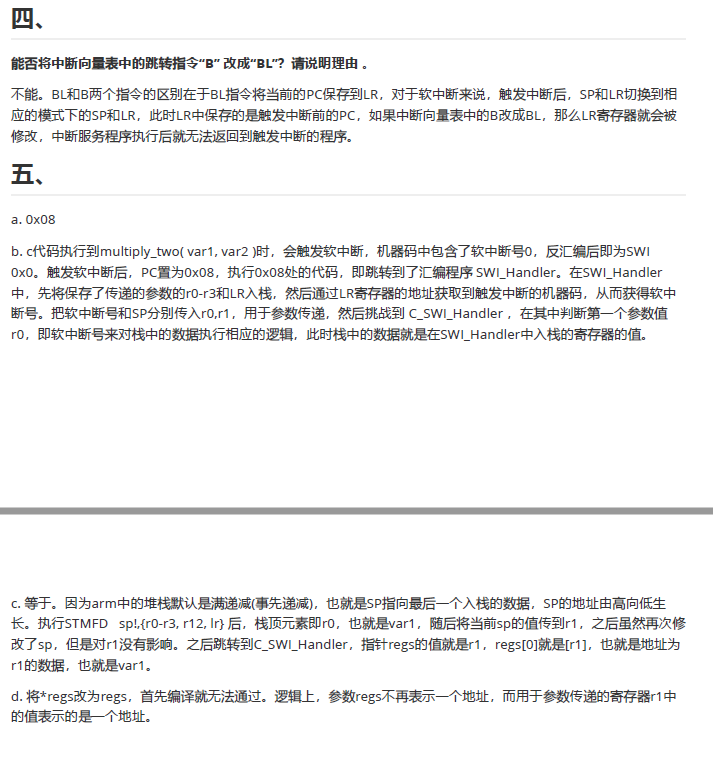 四、
能否将中断向量表中的跳转指令“B” 改成“BL”？请说明理由 。
不能。BL和B两个指令的区别在于BL指令将当前的PC保存到LR，对于软中断来说，触发中断后，SP和LR切换到相
应的模式下的SP和LR，此时LR中保存的是触发中断前的PC，如果中断向量表中的B改成BL，那么LR寄存器就会被
修改，中断服务程序执行后就无法返回到触发中断的程序。
五、
a. 0x08
b. c代码执行到multiply_two( var1, var2 )时，会触发软中断，机器码中包含了软中断号0，反汇编后即为SWI
0x0。触发软中断后，PC置为0x08，执行0x08处的代码，即跳转到了汇编程序 SWI_Handler。在SWI_Handler
中，先将保存了传递的参数的r0-r3和LR入栈，然后通过LR寄存器的地址获取到触发中断的机器码，从而获得软中
断号。把软中断号和SP分别传入r0,r1，用于参数传递，然后挑战到 C_SWI_Handler ，在其中判断第一个参数值
r0，即软中断号来对栈中的数据执行相应的逻辑，此时栈中的数据就是在SWI_Handler中入栈的寄存器的值。
c. 等于。因为arm中的堆栈默认是满递减(事先递减)，也就是SP指向最后一个入栈的数据，SP的地址由高向低生
长。执行STMFD sp!,{r0-r3, r12, lr} 后，栈顶元素即r0，也就是var1，随后将当前sp的值传到r1，之后虽然再次修
改了sp，但是对r1没有影响。之后跳转到C_SWI_Handler，指针regs的值就是r1，regs[0]就是[r1]，也就是地址为
r1的数据，也就是var1。
d. 将*regs改为regs，首先编译就无法通过。逻辑上，参数regs不再表示一个地址，而用于参数传递的寄存器r1中
的值表示的是一个地址。